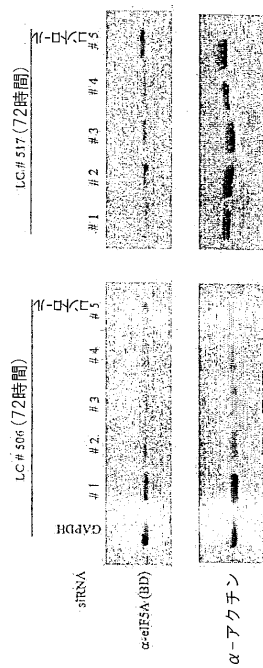 LC # 506 (72時間)
LC # 517 (72時間)
siRNA
GAPDH
#1
#2
#3
#4
#5
コントロール
#1
#2
#3
#4
#5
コントロール
α-eIF5A (BD)
α-アクチン